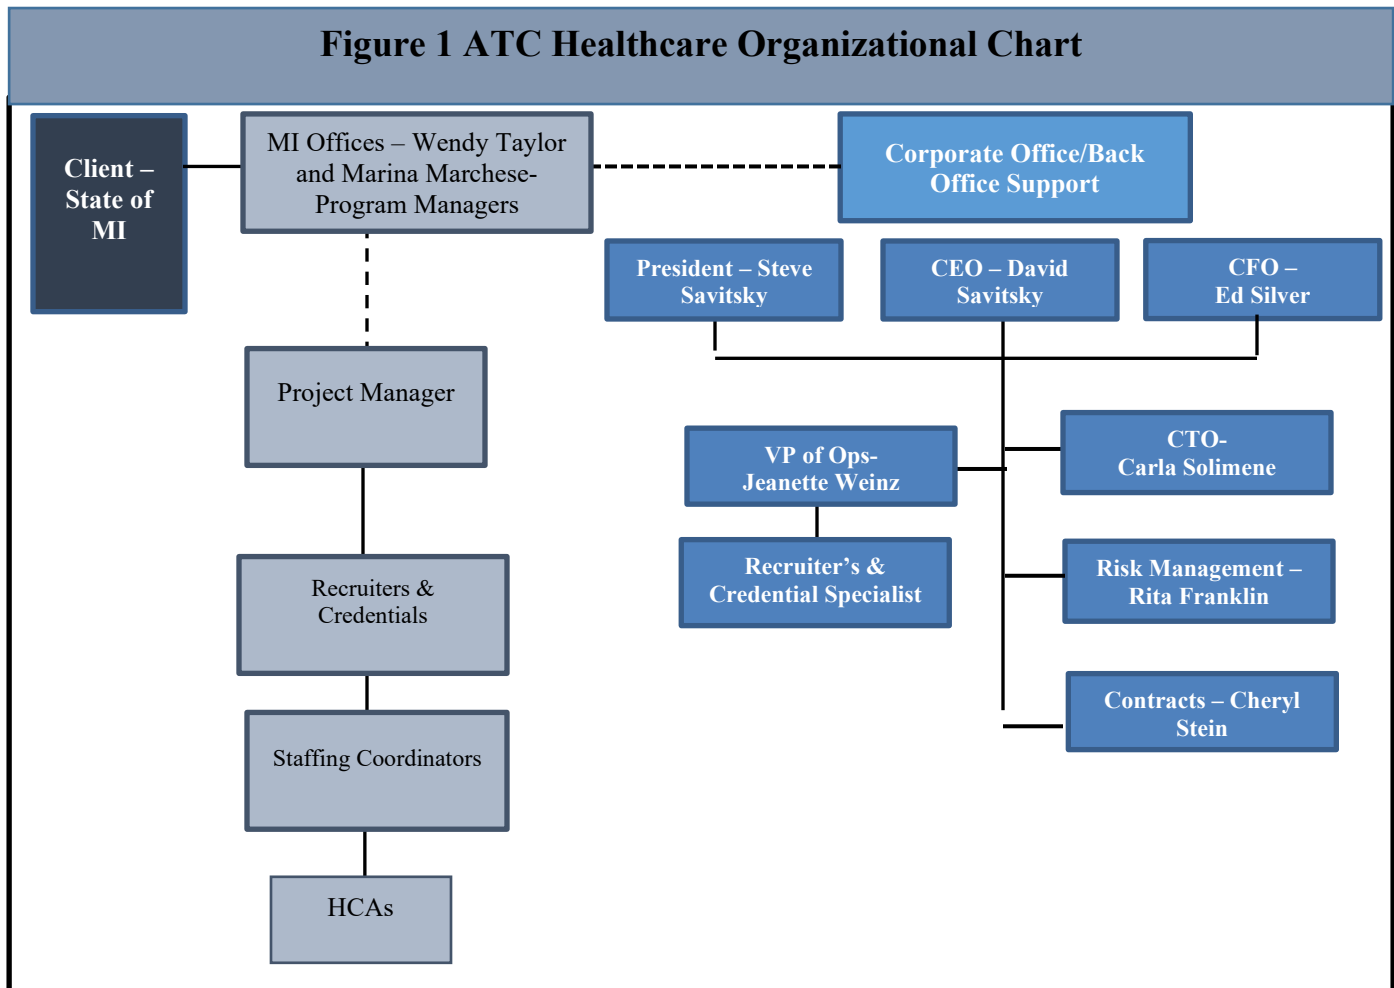 Figure 1 ATC Healthcare Organizational Chart
Client –
State of
MI
MI Offices – Wendy Taylor
and Marina Marchese-
Program Managers
Corporate Office/Back
Office Support
President – Steve
Savitsky
CEO – David
Savitsky
CFO –
Ed Silver
Project Manager
VP of Ops-
Jeanette Weinz
CTO-
Carla Solimene
Recruiters &
Credentials
Recruiter’s &
Credential Specialist
Risk Management –
Rita Franklin
Staffing Coordinators
Contracts – Cheryl
Stein
HCAs